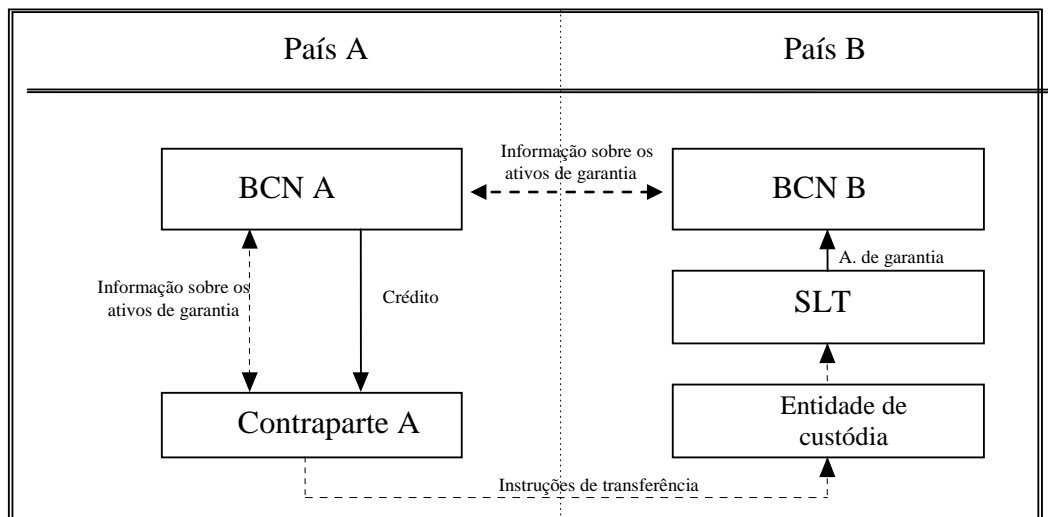 País A
País B
Informação sobre os
ativos de garantia
BCN A
BCN B
A. de garantia
Informação sobre os
ativos de garantia
Crédito
SLT
Contraparte A
Entidade de
custódia
Instruções de transferência